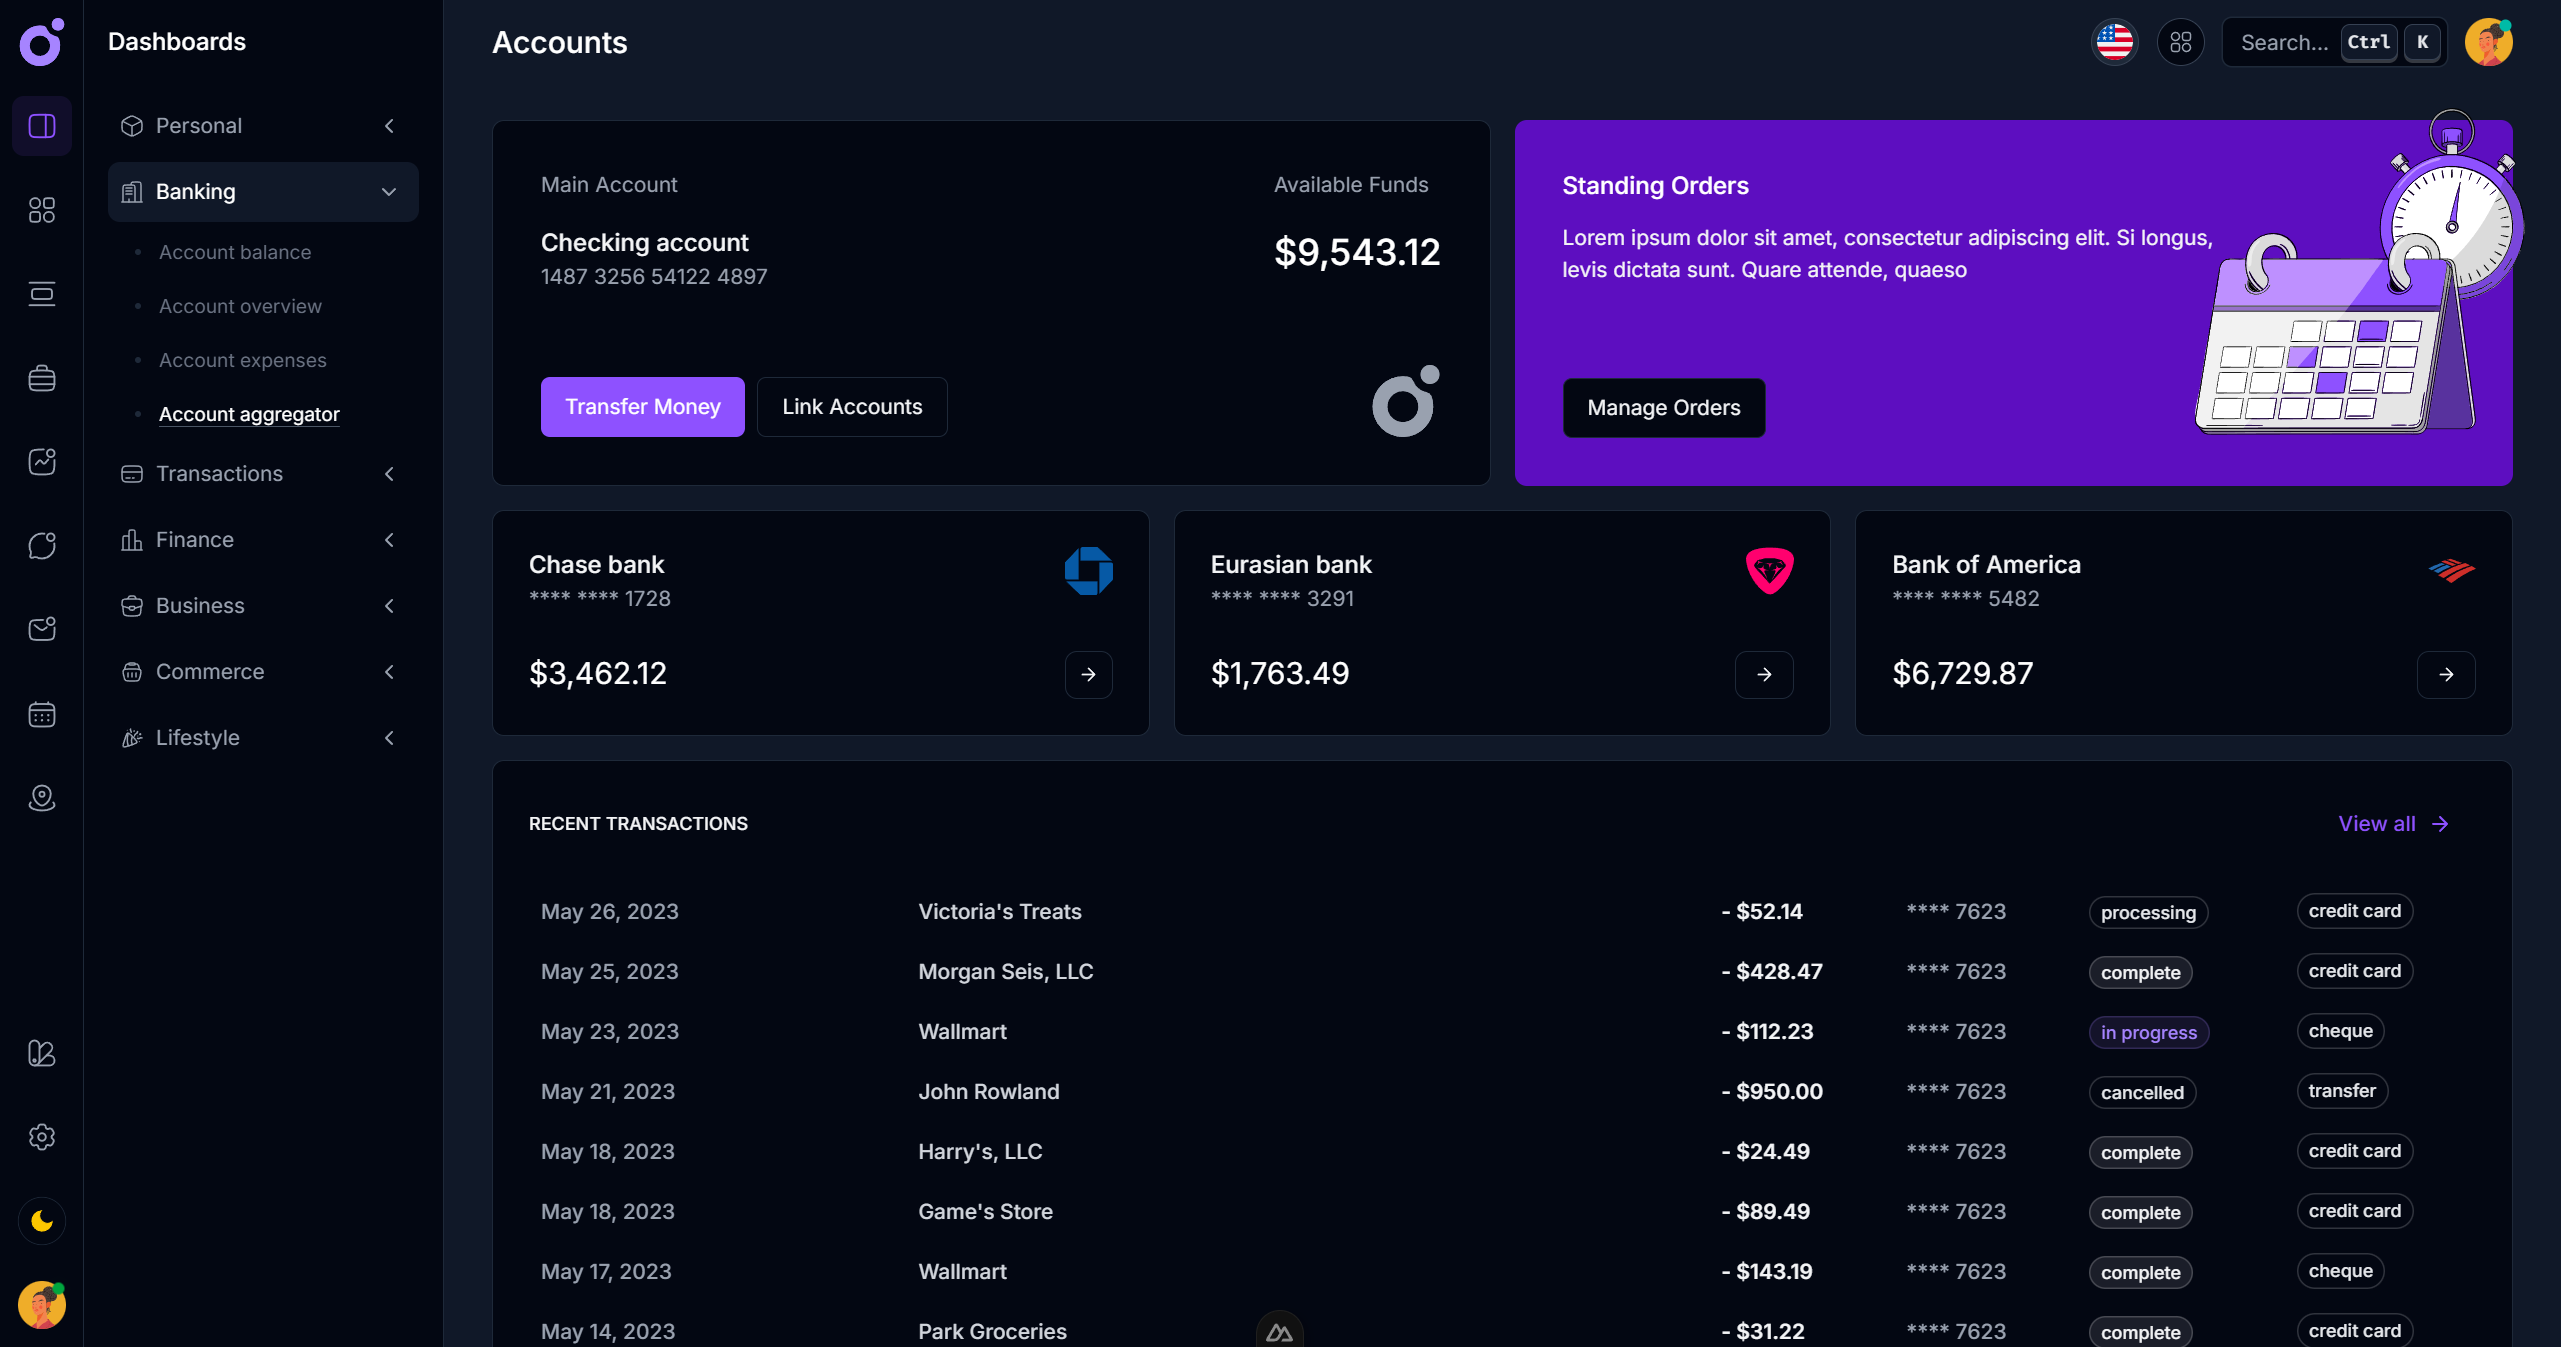 Dashboards
Personal
Banking
Account balance
Account overview
Account expenses
Account aggregator
Transactions
Finance
Business
Commerce
Lifestyle
Accounts
Search... Ctrl K
Main Account
Available Funds
Checking account
1487 3256 54122 4897
$9,543.12
Transfer Money
Link Accounts
Standing Orders
Lorem ipsum dolor sit amet, consectetur adipiscing elit. Si longus,
levis dictata sunt. Quare attende, quaeso
Manage Orders
Chase bank
**** **** 1728
$3,462.12
Eurasian bank
**** **** 3291
$1,763.49
Bank of America
**** **** 5482
$6,729.87
RECENT TRANSACTIONS
View all
May 26, 2023 Victoria's Treats - $52.14 **** 7623 processing credit card
May 25, 2023 Morgan Seis, LLC - $428.47 **** 7623 complete credit card
May 23, 2023 Wallmart - $112.23 **** 7623 in progress cheque
May 21, 2023 John Rowland - $950.00 **** 7623 cancelled transfer
May 18, 2023 Harry's, LLC - $24.49 **** 7623 complete credit card
May 18, 2023 Game's Store - $89.49 **** 7623 complete credit card
May 17, 2023 Wallmart - $143.19 **** 7623 complete cheque
May 14, 2023 Park Groceries - $31.22 **** 7623 complete credit card